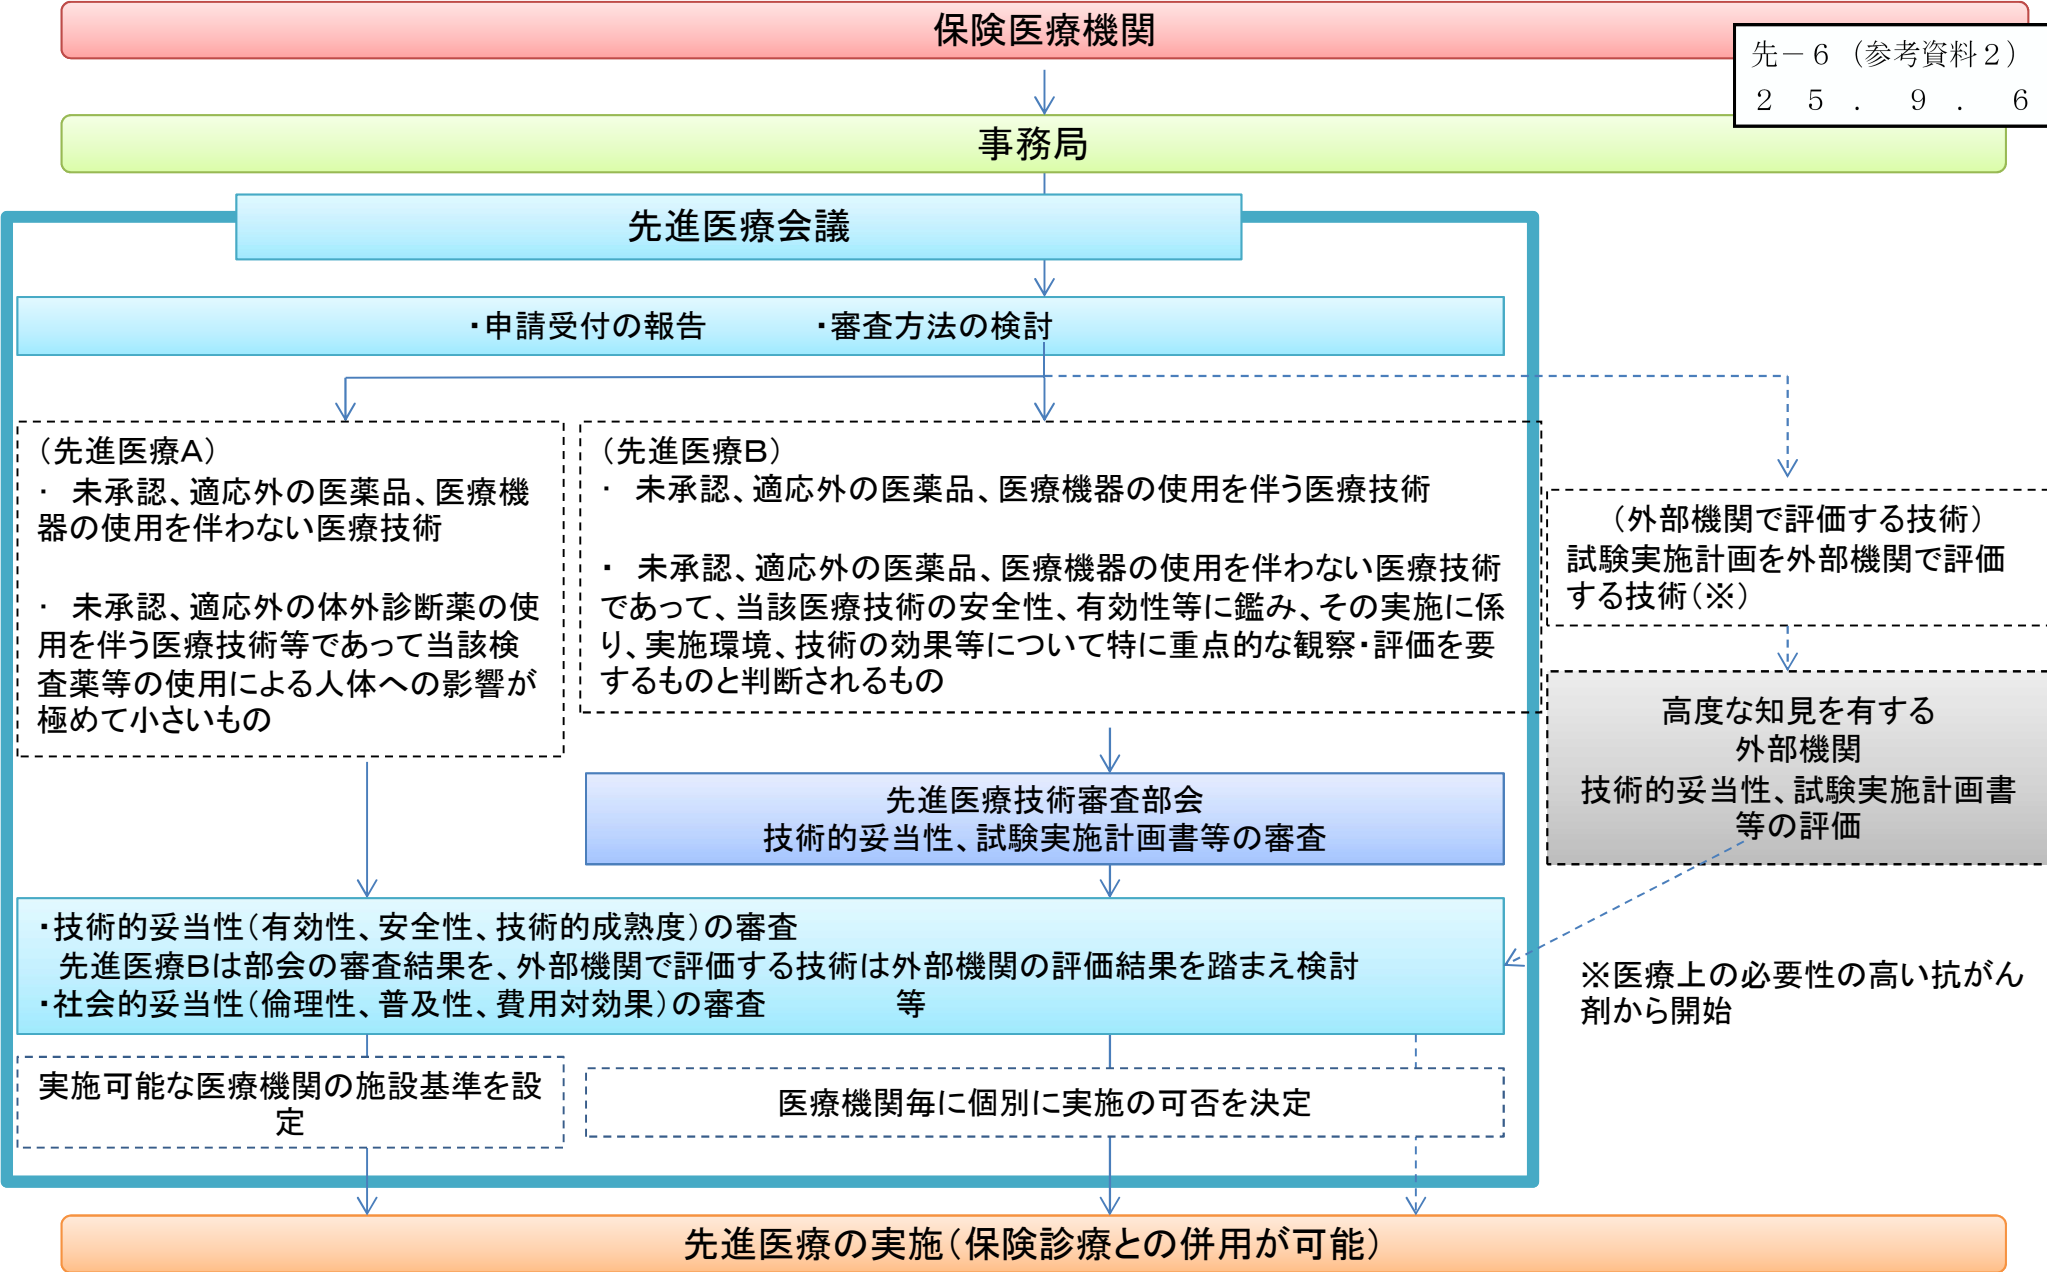 保険医療機関
先－６（参考資料２）
２５．９．６
事務局
先進医療会議
・申請受付の報告　　　・審査方法の検討
（先進医療Ａ）
・ 未承認、適応外の医薬品、医療機
器の使用を伴わない医療技術
・ 未承認、適応外の体外診断薬の使
用を伴う医療技術等であって当該検
査薬等の使用による人体への影響が
極めて小さいもの
（先進医療Ｂ）
・ 未承認、適応外の医薬品、医療機器の使用を伴う医療技術
・ 未承認、適応外の医薬品、医療機器の使用を伴わない医療技術
であって、当該医療技術の安全性、有効性等に鑑み、その実施に係
り、実施環境、技術の効果等について特に重点的な観察・評価を要
するものと判断されるもの
（外部機関で評価する技術）
試験実施計画を外部機関で評価
する技術（※）
高度な知見を有する
外部機関
技術的妥当性、試験実施計画書
等の評価
先進医療技術審査部会
技術的妥当性、試験実施計画書等の審査
・技術的妥当性（有効性、安全性、技術的成熟度）の審査
先進医療Ｂは部会の審査結果を、外部機関で評価する技術は外部機関の評価結果を踏まえ検討
・社会的妥当性（倫理性、普及性、費用対効果）の審査　　　　等
※医療上の必要性の高い抗がん
剤から開始
実施可能な医療機関の施設基準を設
定
医療機関毎に個別に実施の可否を決定
先進医療の実施（保険診療との併用が可能）